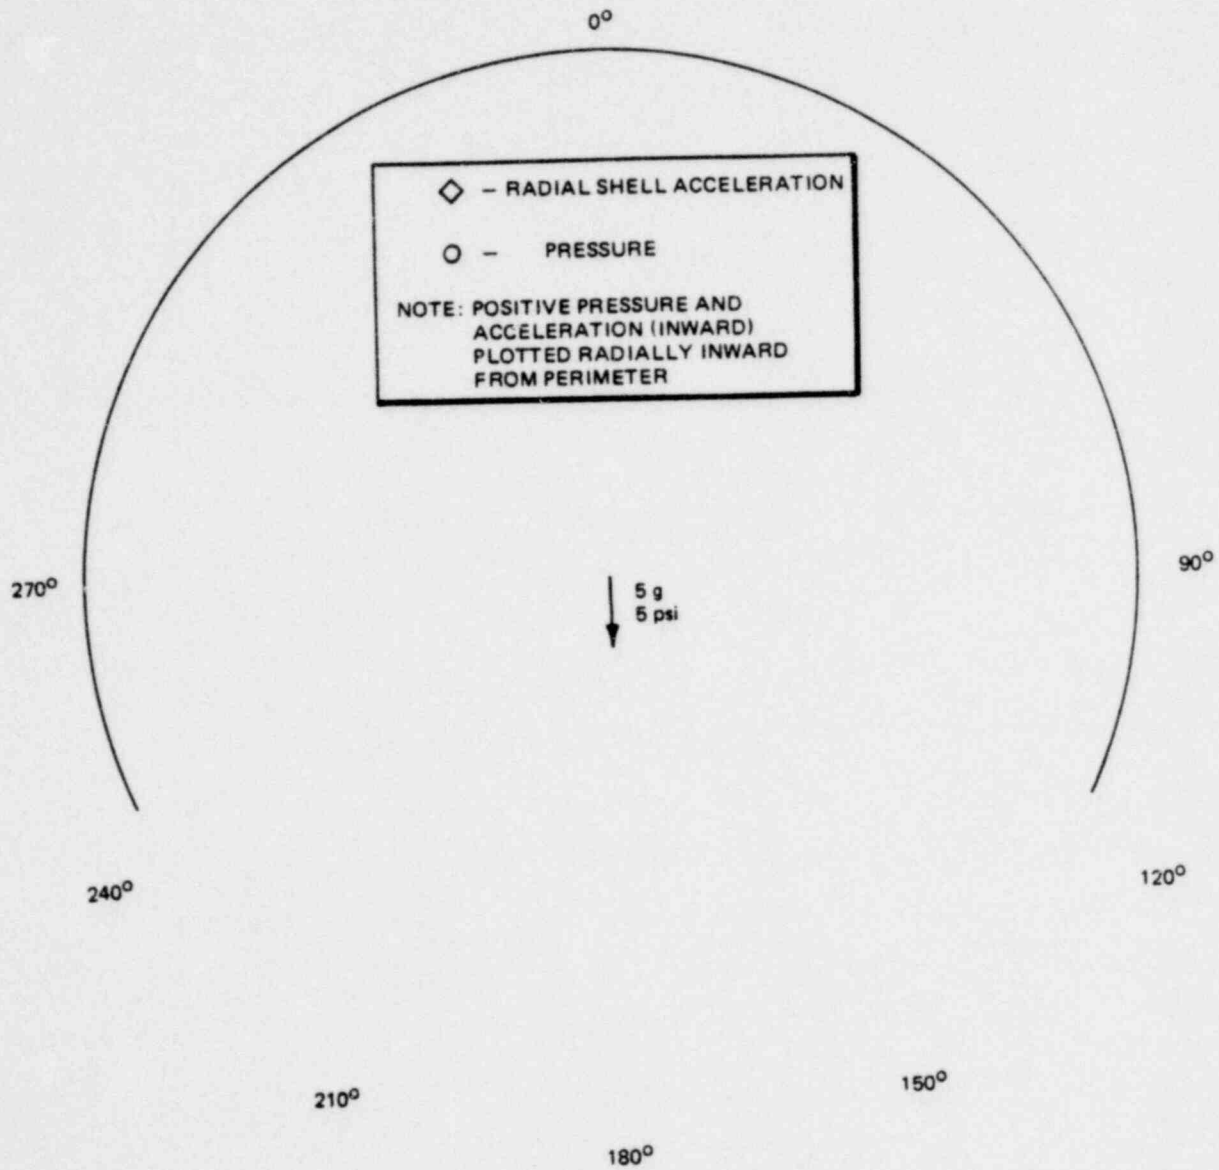 0°
◇ – RADIAL SHELL ACCELERATION
○ – PRESSURE
NOTE: POSITIVE PRESSURE AND
ACCELERATION (INWARD)
PLOTTED RADIALLY INWARD
FROM PERIMETER
270°
90°
5 g
5 psi
240°
120°
210°
150°
180°